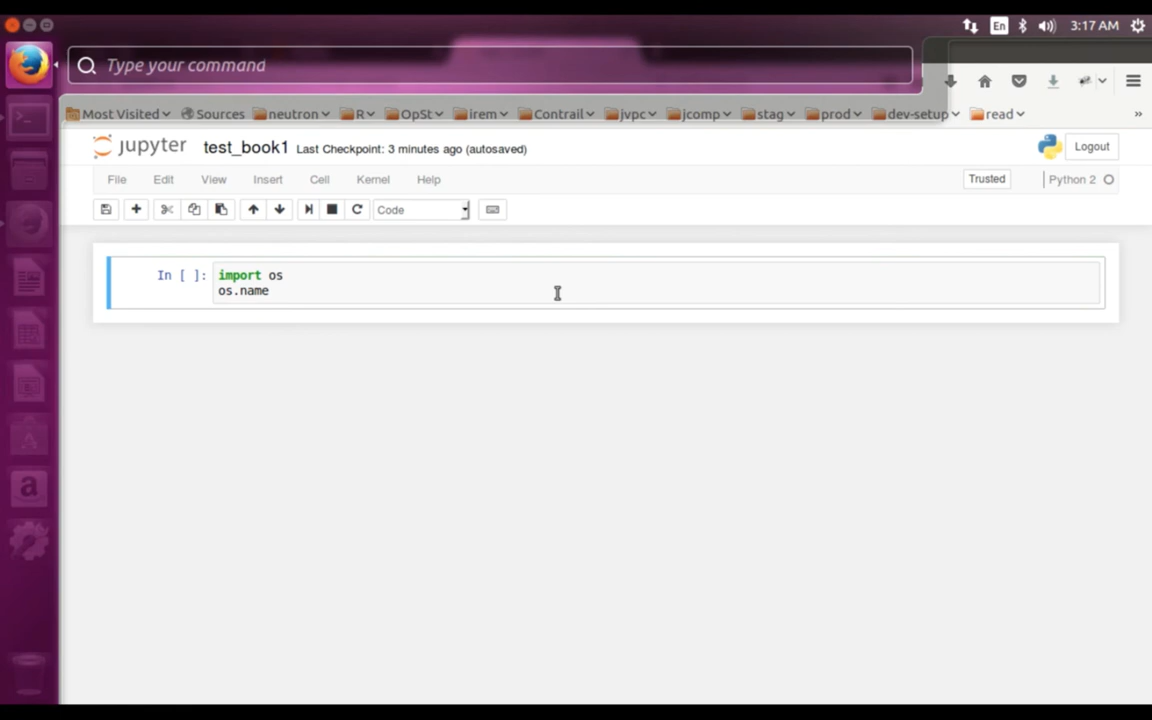 En 3:17 AM
Type your command
Most Visited Sources neutron R OpSt irem Contrail jvpc jcomp stag prod dev-setup read »
jupyter test_book1 Last Checkpoint: 3 minutes ago (autosaved) Logout
File Edit View Insert Cell Kernel Help Trusted Python 2
Code
In [ ]: import os
os.name